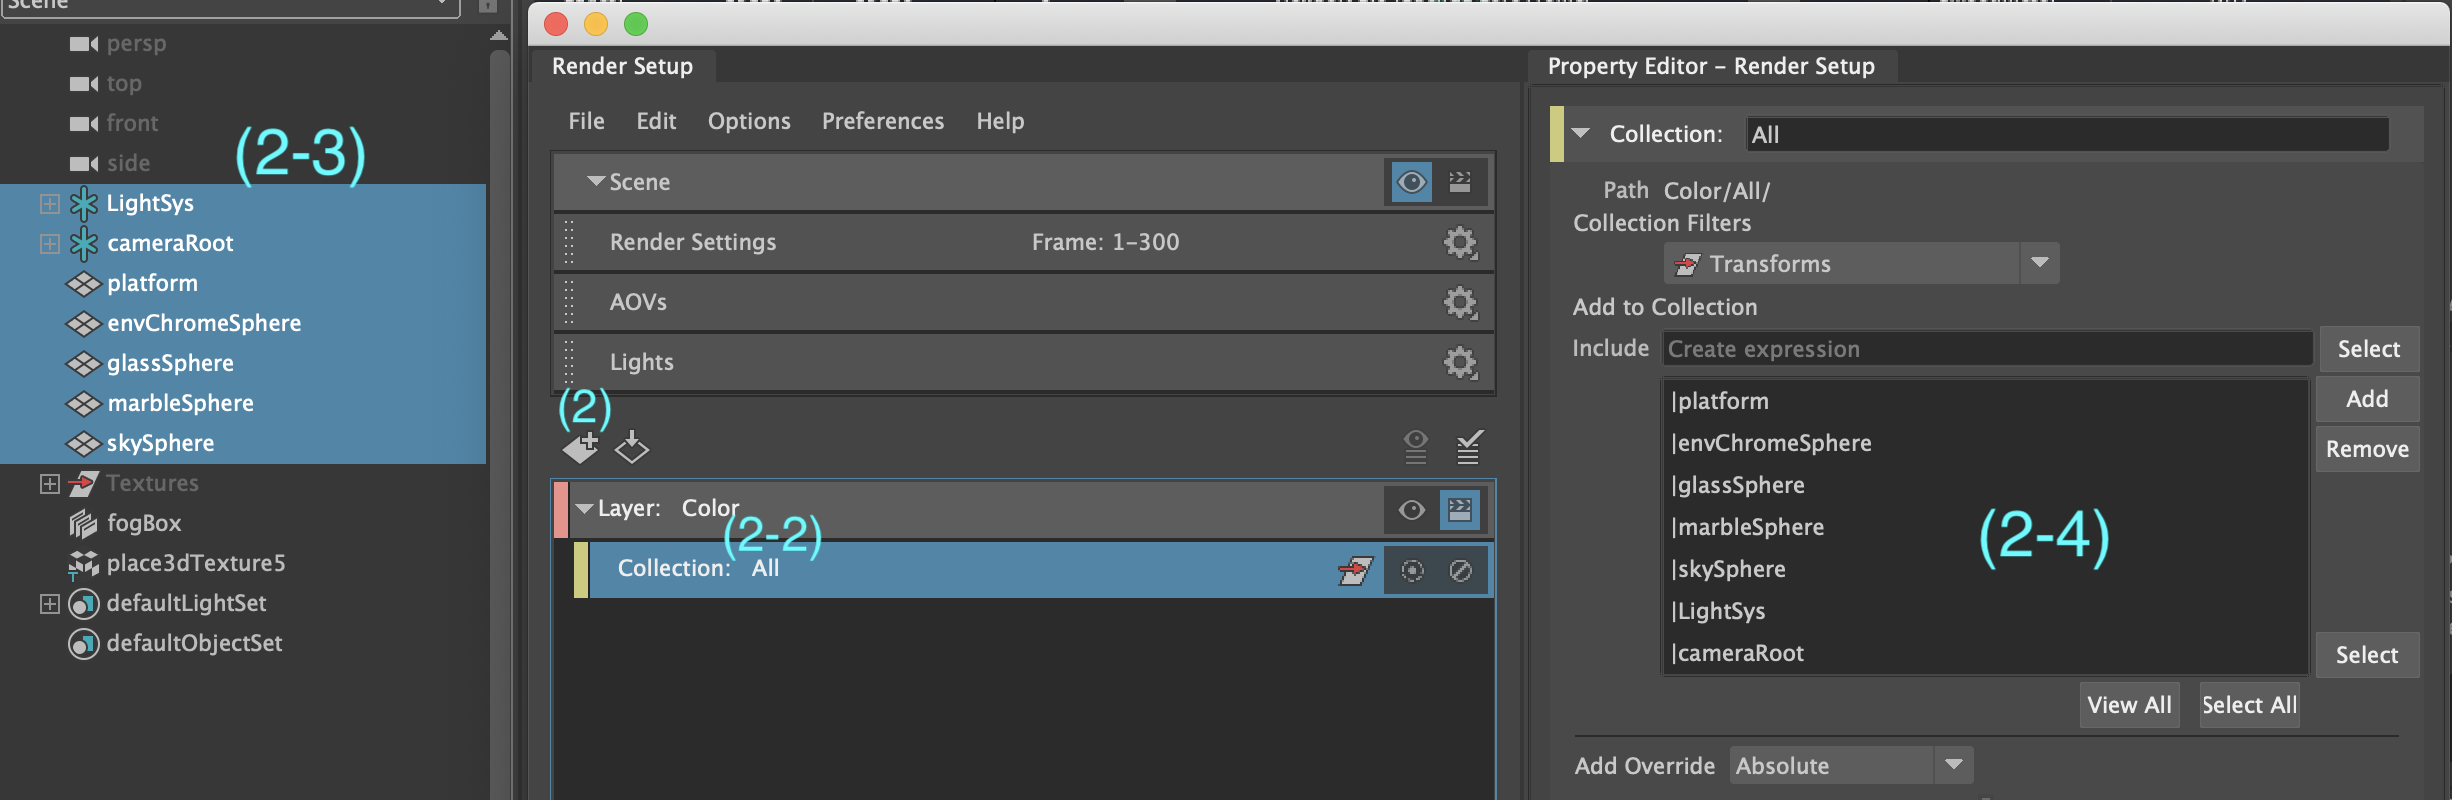 Scene
persp
top
front
side
(2-3)
LightSys
cameraRoot
platform
envChromeSphere
glassSphere
marbleSphere
skySphere
Textures
fogBox
place3dTexture5
defaultLightSet
defaultObjectSet
Render Setup
File Edit Options Preferences Help
Scene
Render Settings Frame: 1-300
AOVs
Lights
(2)
Layer: Color
(2-2)
Collection: All
Property Editor - Render Setup
Collection: All
Path Color/All/
Collection Filters
Transforms
Add to Collection
Include Create expression Select
|platform
|envChromeSphere
|glassSphere
|marbleSphere
|skySphere
|LightSys
|cameraRoot
(2-4)
Add
Remove
Select
View All Select All
Add Override Absolute